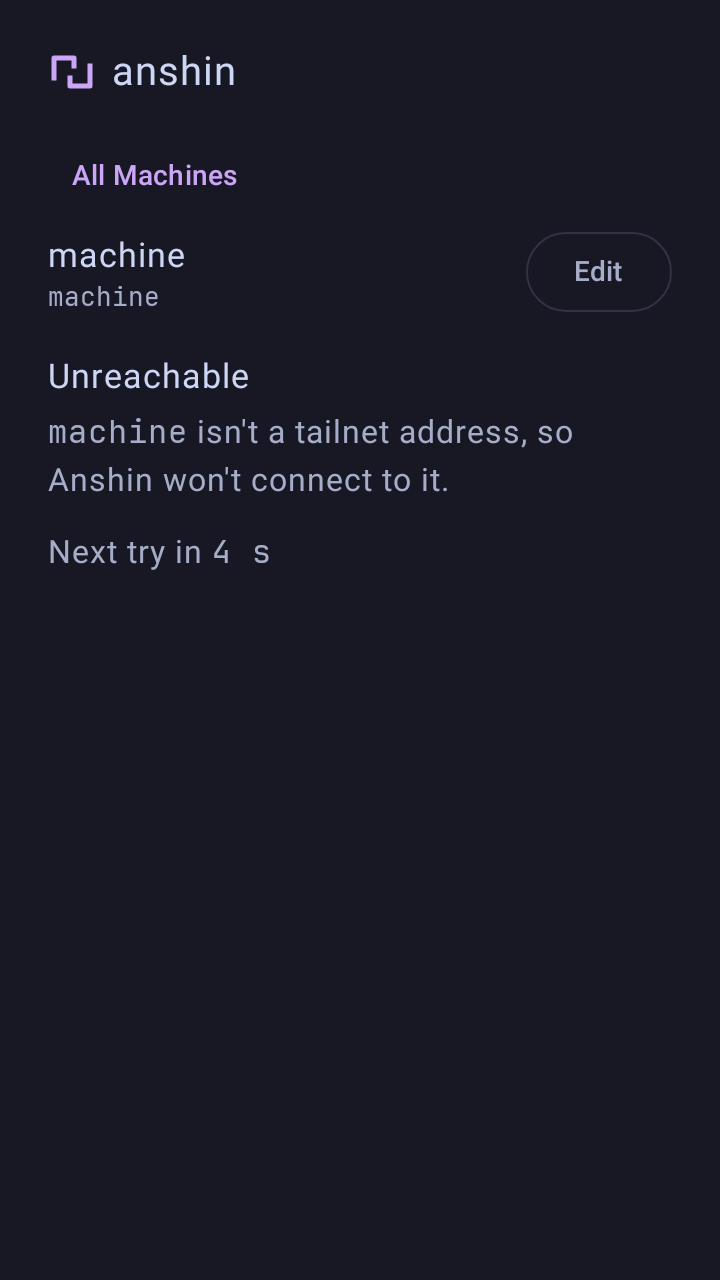 anshin
All Machines
machine
machine
Edit
Unreachable
machine isn't a tailnet address, so
Anshin won't connect to it.
Next try in 4 s